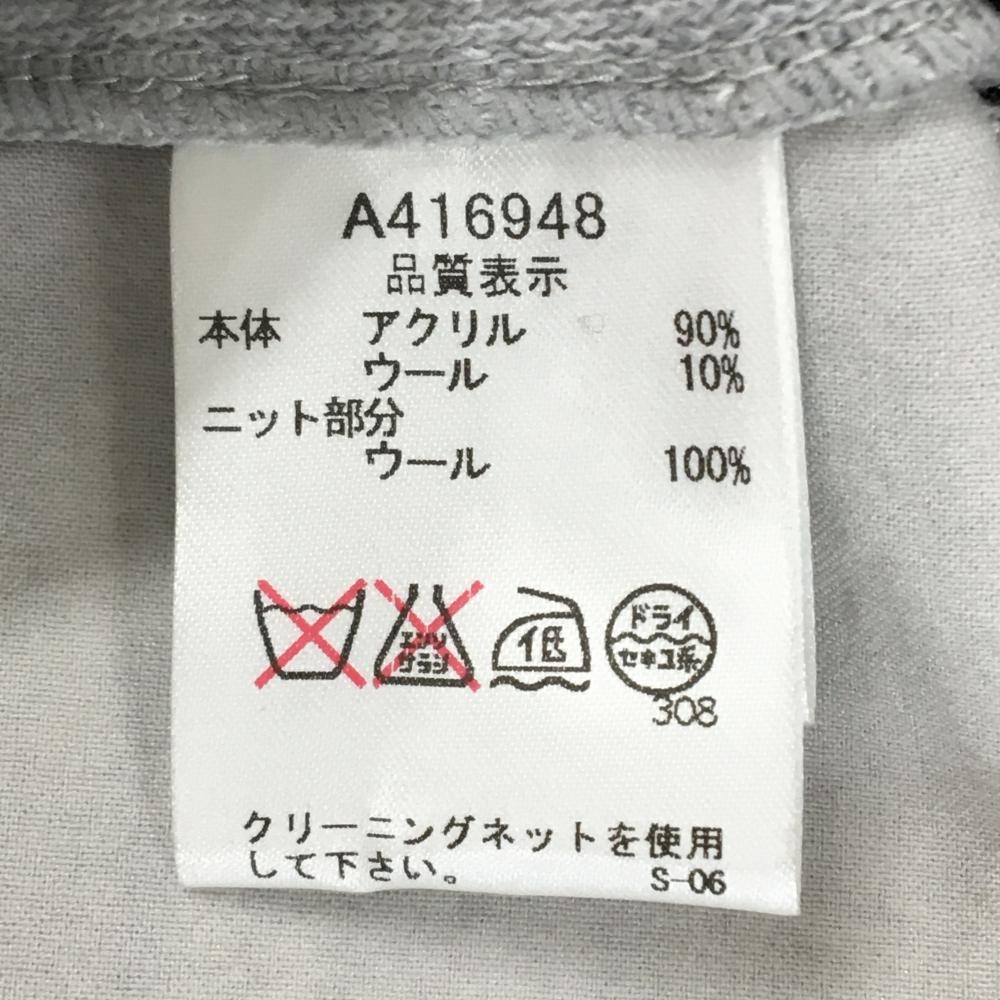 A416948
品質表示
本体 アクリル 90%
ウール 10%
ニット部分
ウール 100%
エンソ
サラシ
低
ドライ
セキユ系
308
クリーニングネットを使用
して下さい。
S-06